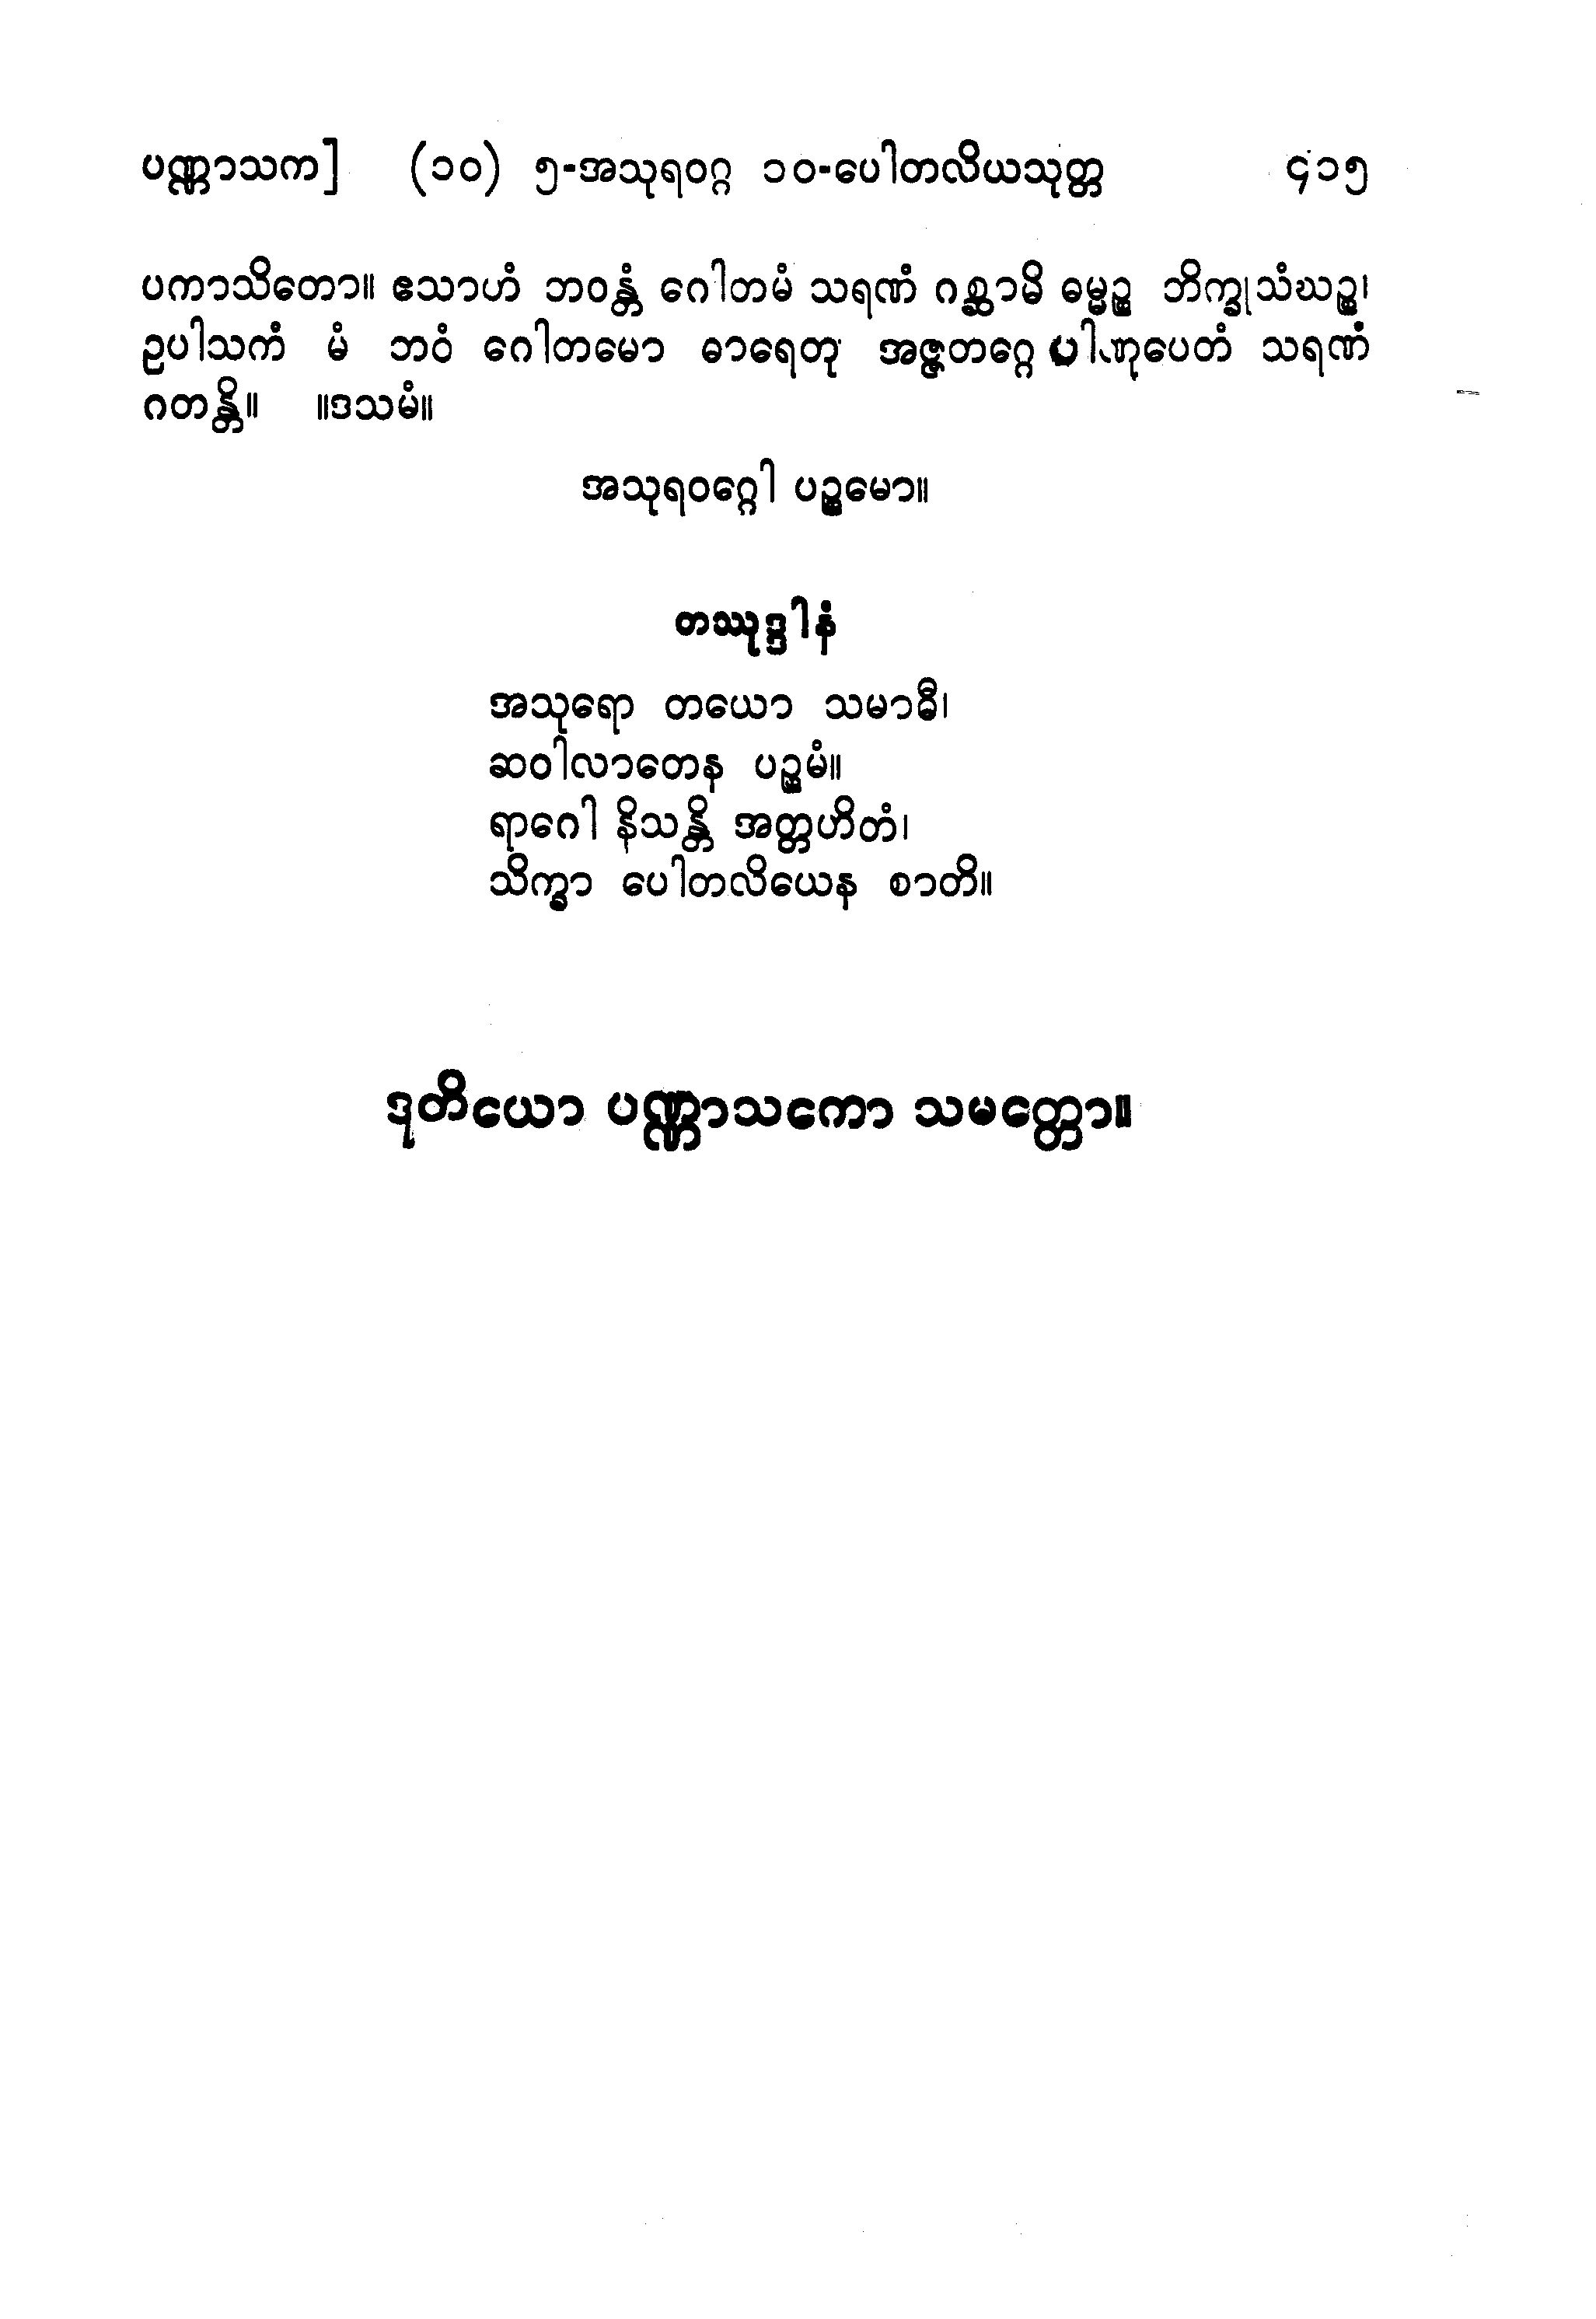 ပဏ္ဏာသက] (၁၀) ၅-အသုရဝဂ္ဂ ၁၀-ပေါတလိယသုတ္တ ၄၁၅
ပကာသိတော။ ဧသာဟံ ဘဝန္တံ ဂေါတမံ သရဏံ ဂစ္ဆာမိ ဓမ္မဉ္စ ဘိက္ခုသံဃဉ္စ၊
ဥပါသကံ မံ ဘဝံ ဂေါတမော ဓာရေတု အဇ္ဇတဂ္ဂေ ပါဏုပေတံ သရဏံ
ဂတန္တိ။ ။ဒသမံ။
အသုရဝဂ္ဂေါ ပဉ္စမော။
တဿုဒ္ဒါနံ
အသုရော တယော သမာဓီ၊
ဆဝါလာတေန ပဉ္စမံ။
ရာဂေါ နိသန္တိ အတ္တဟိတံ၊
သိက္ခာ ပေါတလိယေန စာတိ။
ဒုတိယော ပဏ္ဏာသကော သမတ္တော။